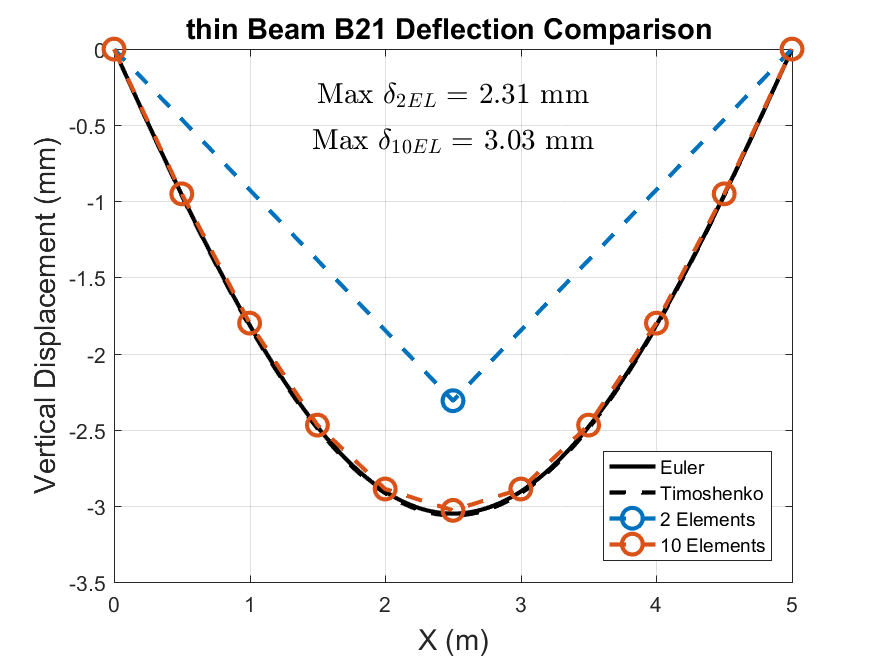 thin Beam B21 Deflection Comparison
Max δ2EL = 2.31 mm
Max δ10EL = 3.03 mm
Vertical Displacement (mm)
0
-0.5
-1
-1.5
-2
-2.5
-3
-3.5
Euler
Timoshenko
2 Elements
10 Elements
0 1 2 3 4 5
X (m)